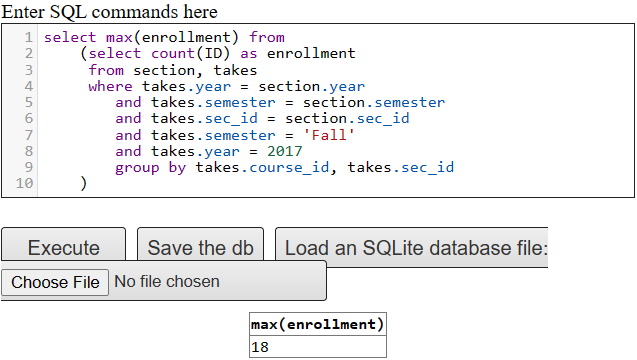 Enter SQL commands here
1 select max(enrollment) from
2     (select count(ID) as enrollment
3      from section, takes
4      where takes.year = section.year
5         and takes.semester = section.semester
6         and takes.sec_id = section.sec_id
7         and takes.semester = 'Fall'
8         and takes.year = 2017
9         group by takes.course_id, takes.sec_id
10     )
Execute Save the db Load an SQLite database file:
Choose File No file chosen
max(enrollment)
18